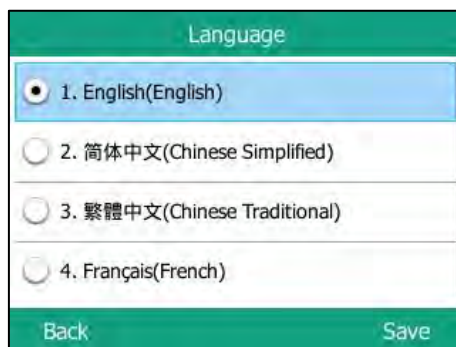 Language
1. English(English)
2. 简体中文(Chinese Simplified)
3. 繁體中文(Chinese Traditional)
4. Français(French)
Back Save